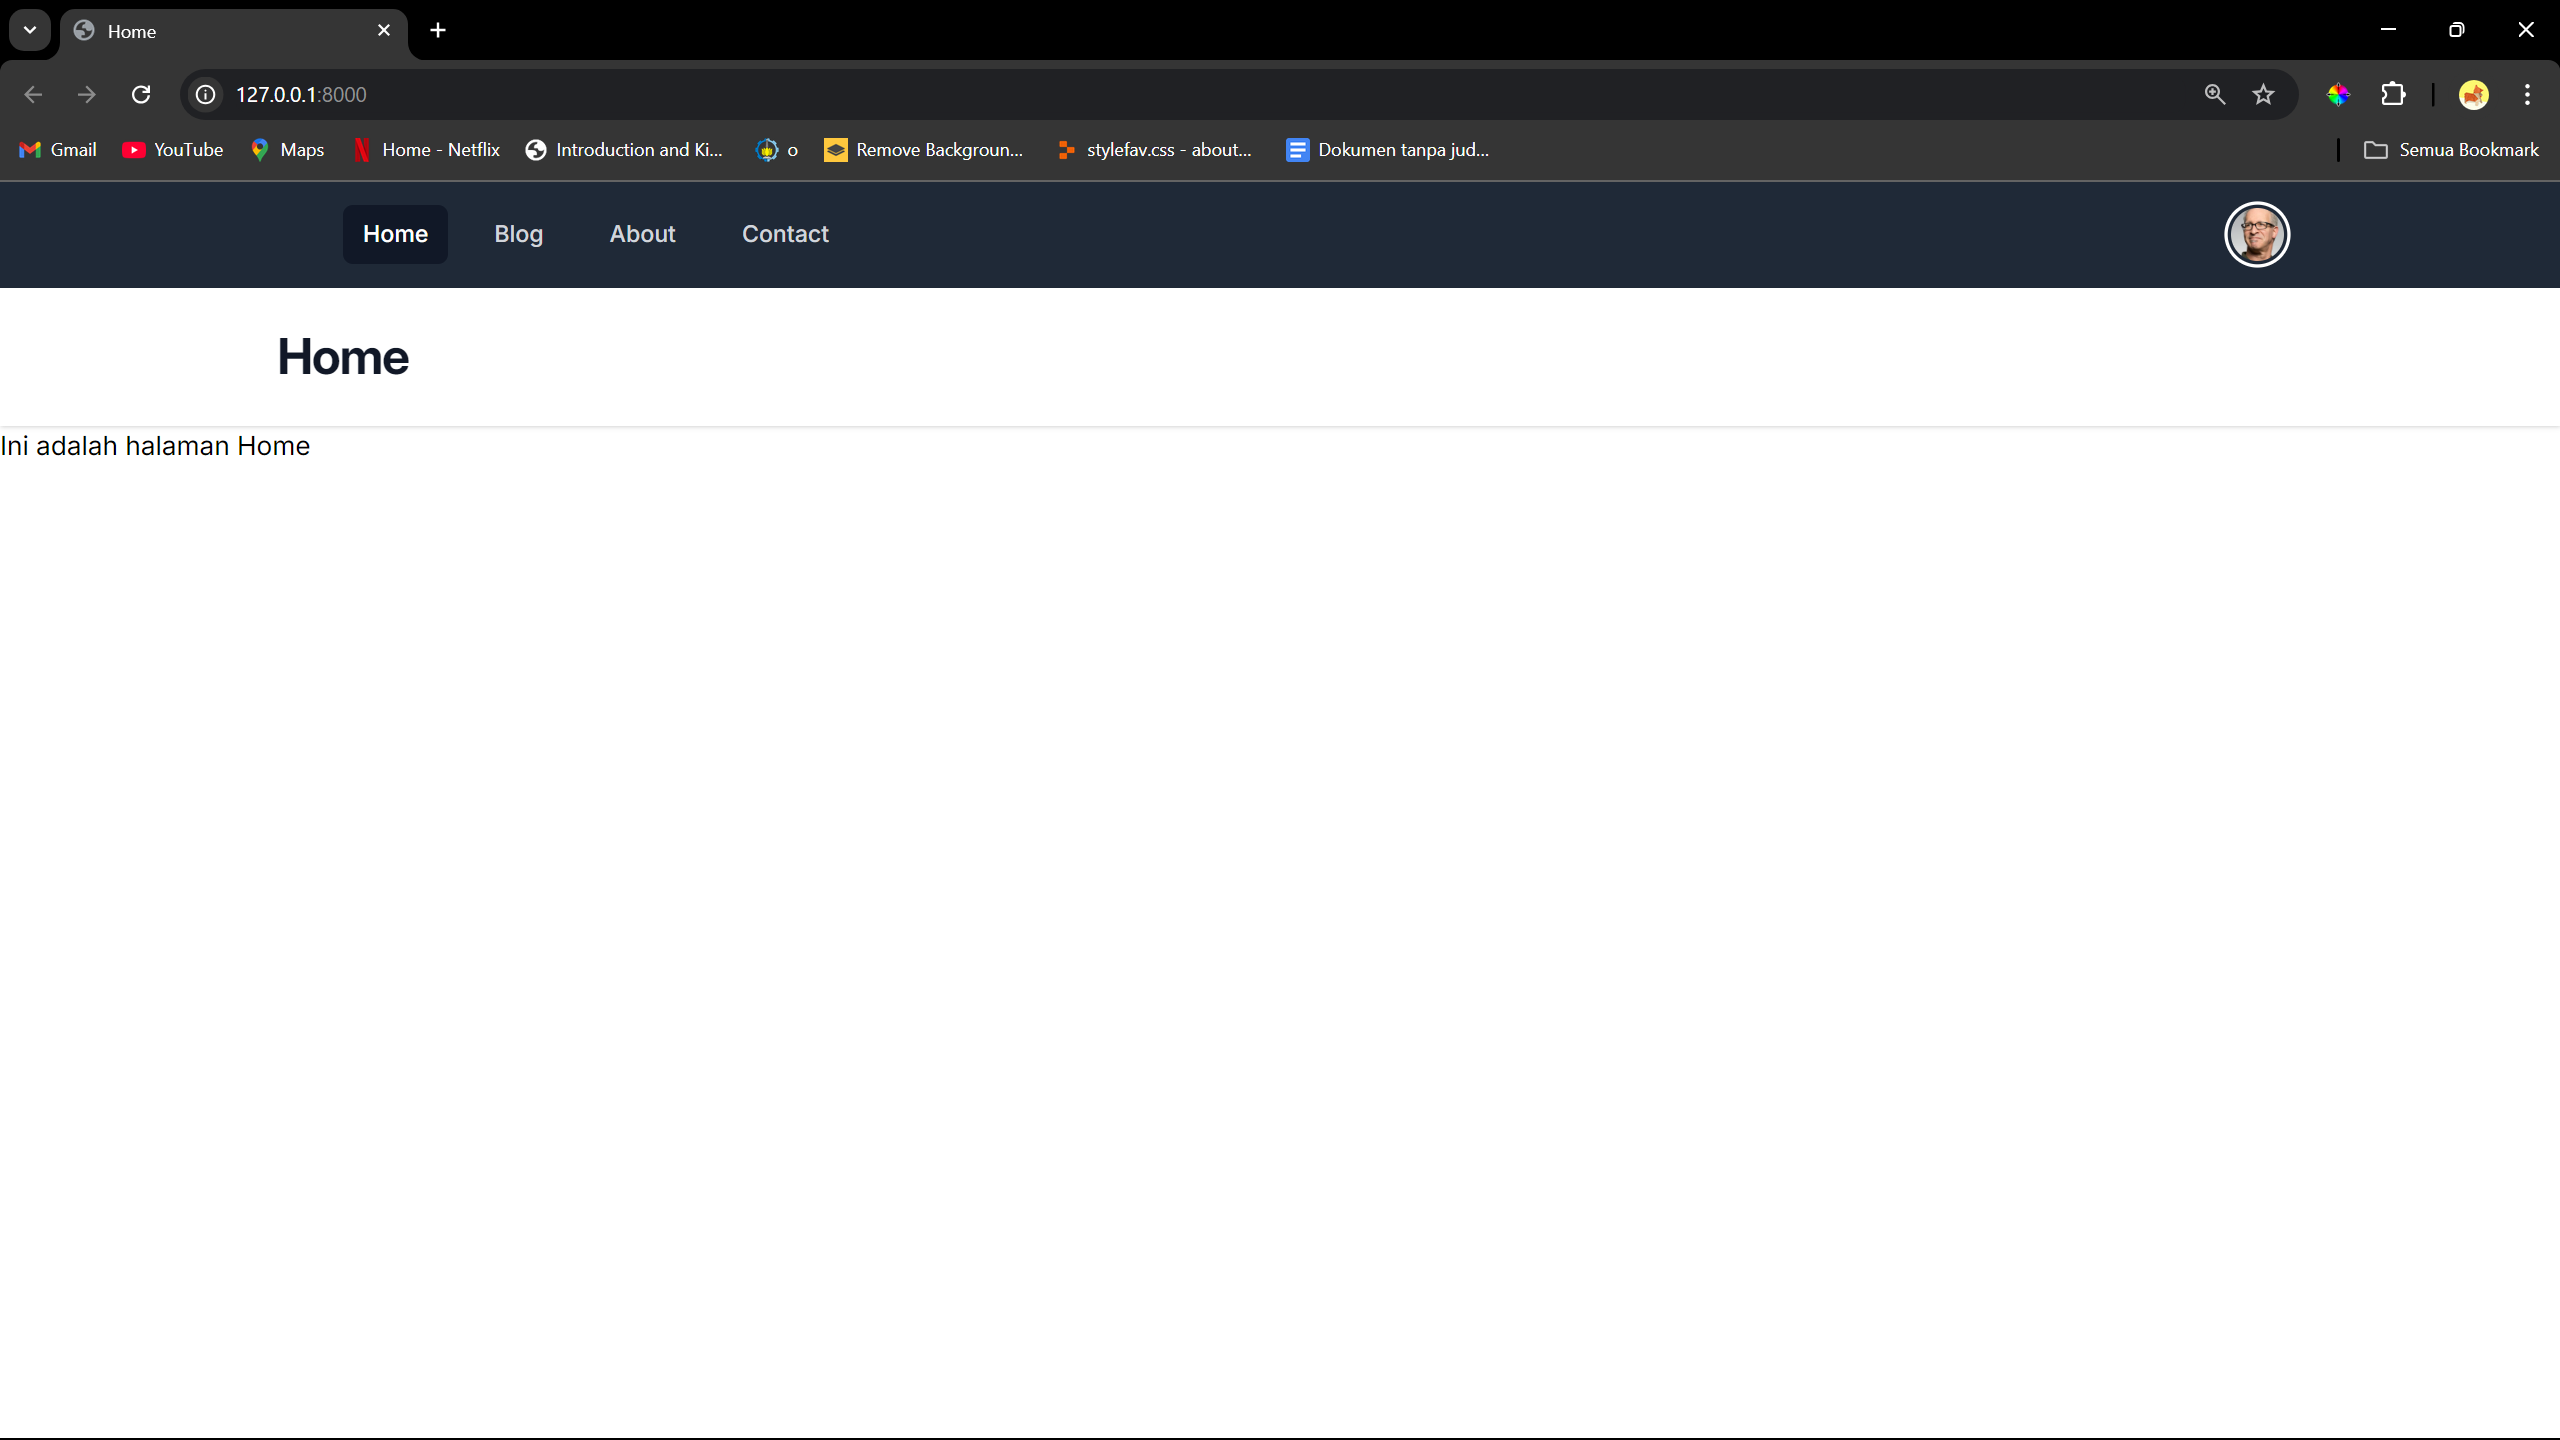 Home
127.0.0.1:8000
Gmail YouTube Maps Home - Netflix Introduction and Ki... o Remove Backgroun... stylefav.css - about... Dokumen tanpa jud... Semua Bookmark
Home Blog About Contact
Home
Ini adalah halaman Home